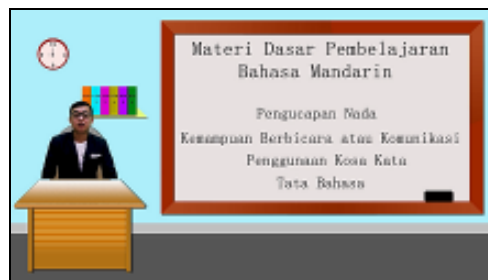 Materi Dasar Pembelajaran
Bahasa Mandarin
Pengucapan Nada
Kemampuan Berbicara atau Komunikasi
Penggunaan Kosa Kata
Tata Bahasa